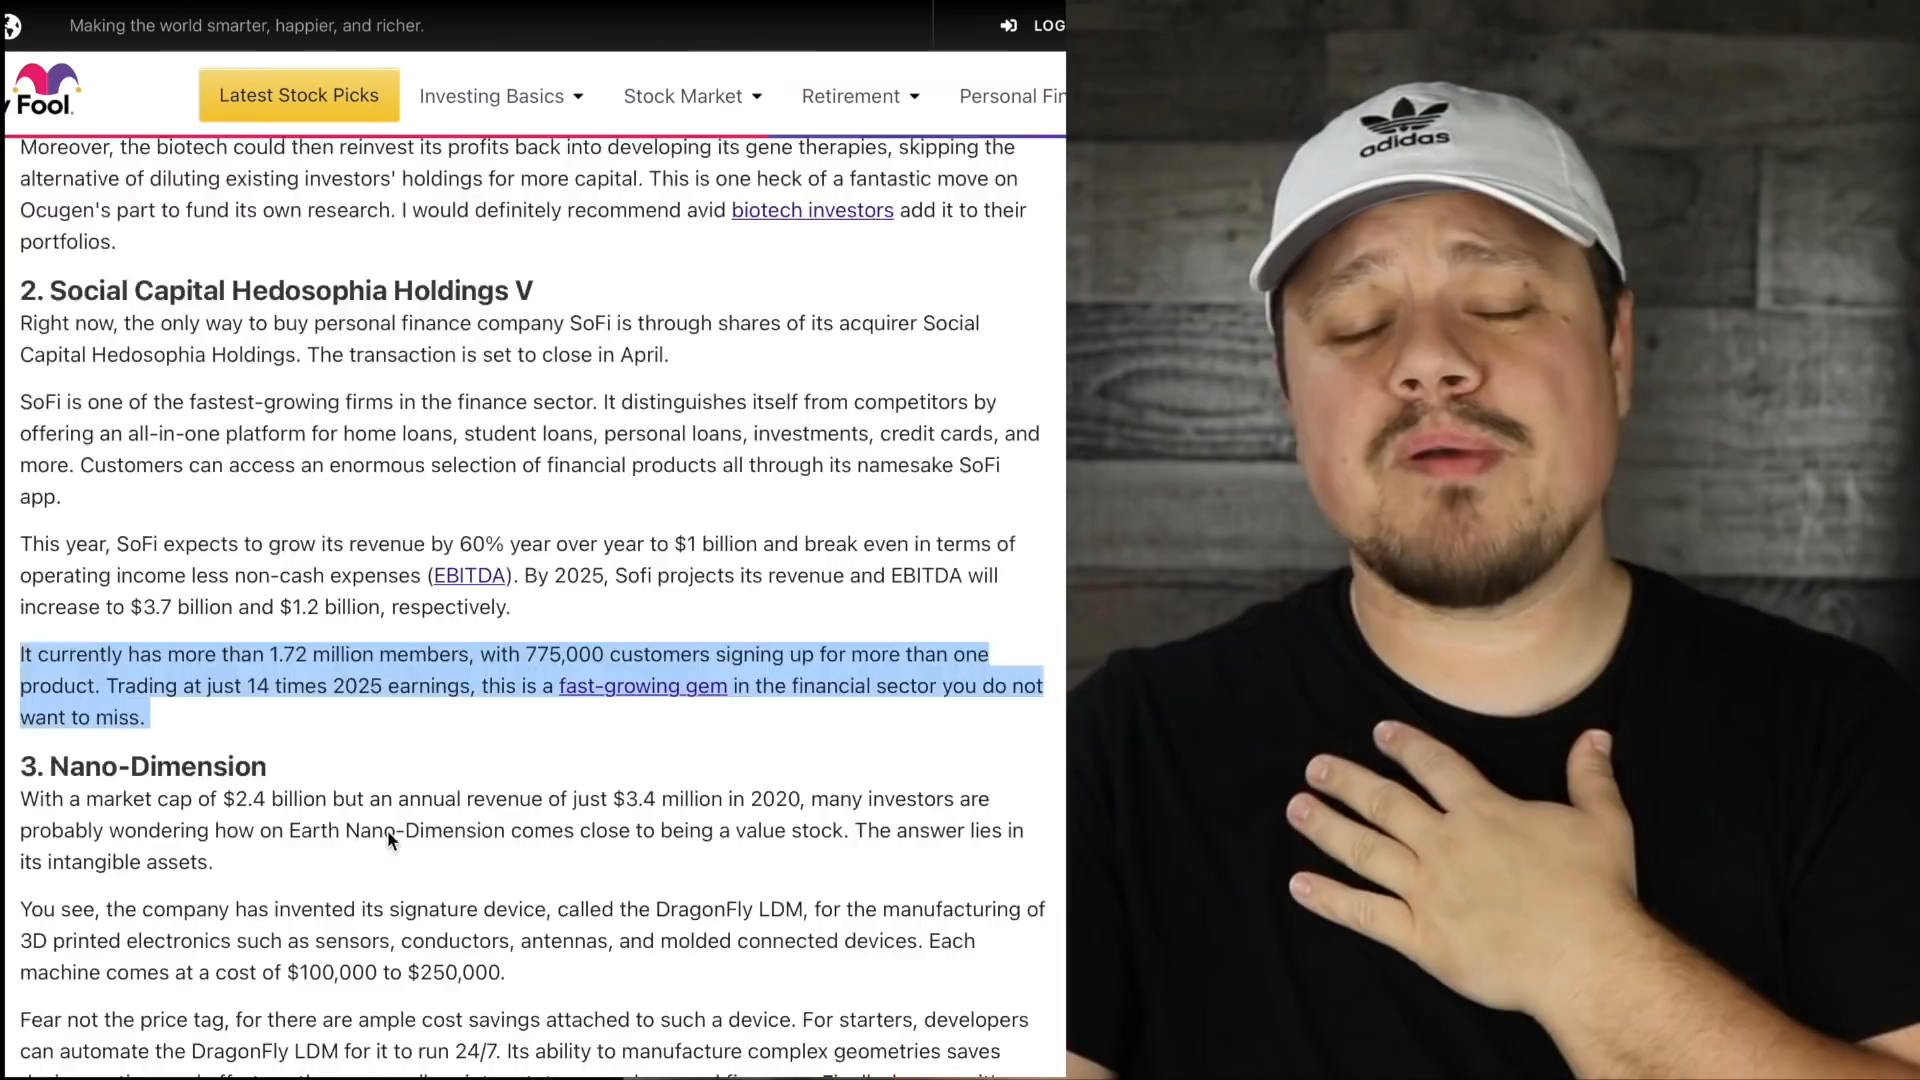 Making the world smarter, happier, and richer.
LOG
y Fool.
Latest Stock Picks
Investing Basics
Stock Market
Retirement
Personal Fin
Moreover, the biotech could then reinvest its profits back into developing its gene therapies, skipping the
alternative of diluting existing investors' holdings for more capital. This is one heck of a fantastic move on
Ocugen's part to fund its own research. I would definitely recommend avid biotech investors add it to their
portfolios.
2. Social Capital Hedosophia Holdings V
Right now, the only way to buy personal finance company SoFi is through shares of its acquirer Social
Capital Hedosophia Holdings. The transaction is set to close in April.
SoFi is one of the fastest-growing firms in the finance sector. It distinguishes itself from competitors by
offering an all-in-one platform for home loans, student loans, personal loans, investments, credit cards, and
more. Customers can access an enormous selection of financial products all through its namesake SoFi
app.
This year, SoFi expects to grow its revenue by 60% year over year to $1 billion and break even in terms of
operating income less non-cash expenses (EBITDA). By 2025, Sofi projects its revenue and EBITDA will
increase to $3.7 billion and $1.2 billion, respectively.
It currently has more than 1.72 million members, with 775,000 customers signing up for more than one
product. Trading at just 14 times 2025 earnings, this is a fast-growing gem in the financial sector you do not
want to miss.
3. Nano-Dimension
With a market cap of $2.4 billion but an annual revenue of just $3.4 million in 2020, many investors are
probably wondering how on Earth Nano-Dimension comes close to being a value stock. The answer lies in
its intangible assets.
You see, the company has invented its signature device, called the DragonFly LDM, for the manufacturing of
3D printed electronics such as sensors, conductors, antennas, and molded connected devices. Each
machine comes at a cost of $100,000 to $250,000.
Fear not the price tag, for there are ample cost savings attached to such a device. For starters, developers
can automate the DragonFly LDM for it to run 24/7. Its ability to manufacture complex geometries saves
adidas